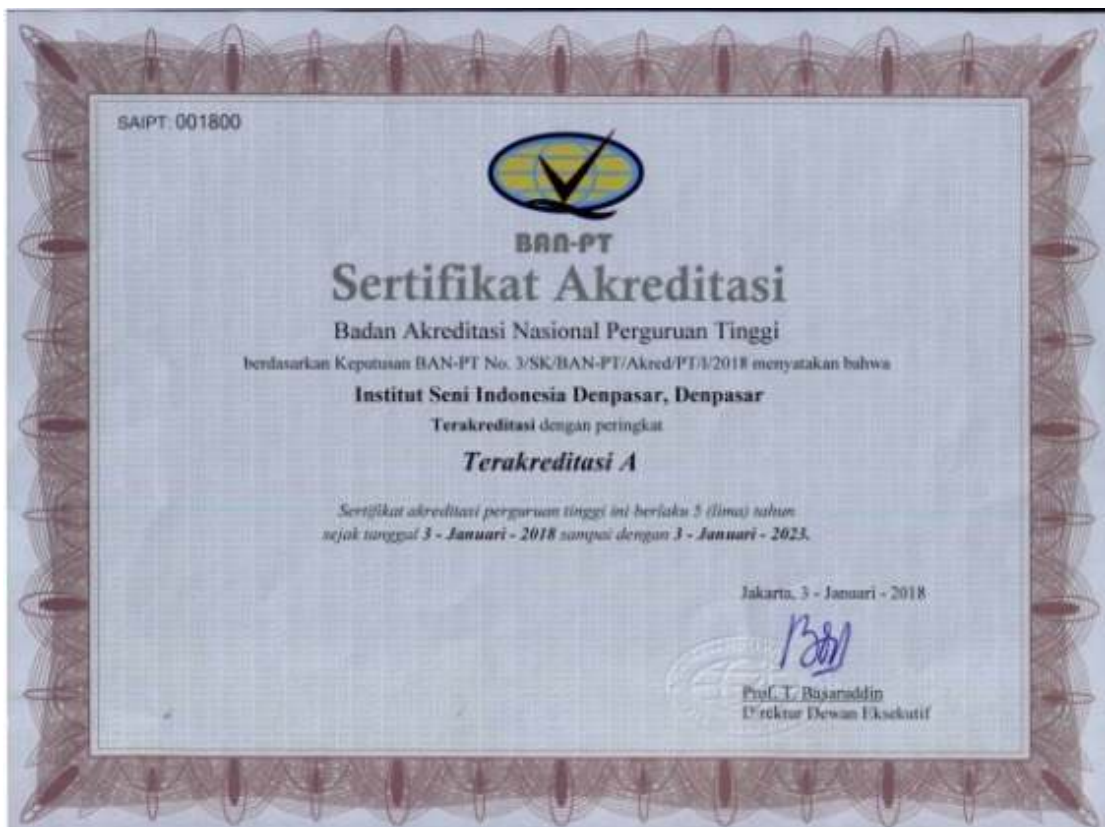 SAIPT: 001800
BAN-PT
Sertifikat Akreditasi
Badan Akreditasi Nasional Perguruan Tinggi
berdasarkan Keputusan BAN-PT No. 3/SK/BAN-PT/Akred/PT/I/2018 menyatakan bahwa
Institut Seni Indonesia Denpasar, Denpasar
Terakreditasi dengan peringkat
Terakreditasi A
Sertifikat akreditasi perguruan tinggi ini berlaku 5 (lima) tahun
sejak tanggal 3 - Januari - 2018 sampai dengan 3 - Januari - 2023.
Jakarta, 3 - Januari - 2018
Prof. T. Basaruddin
Direktur Dewan Eksekutif